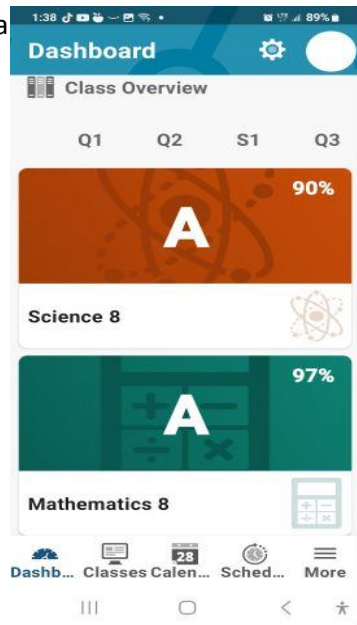 a
1:38 89%
Dashboard
Class Overview
Q1 Q2 S1 Q3
90%
A
Science 8
97%
A
Mathematics 8
28
Dashb... Classes Calen... Sched... More